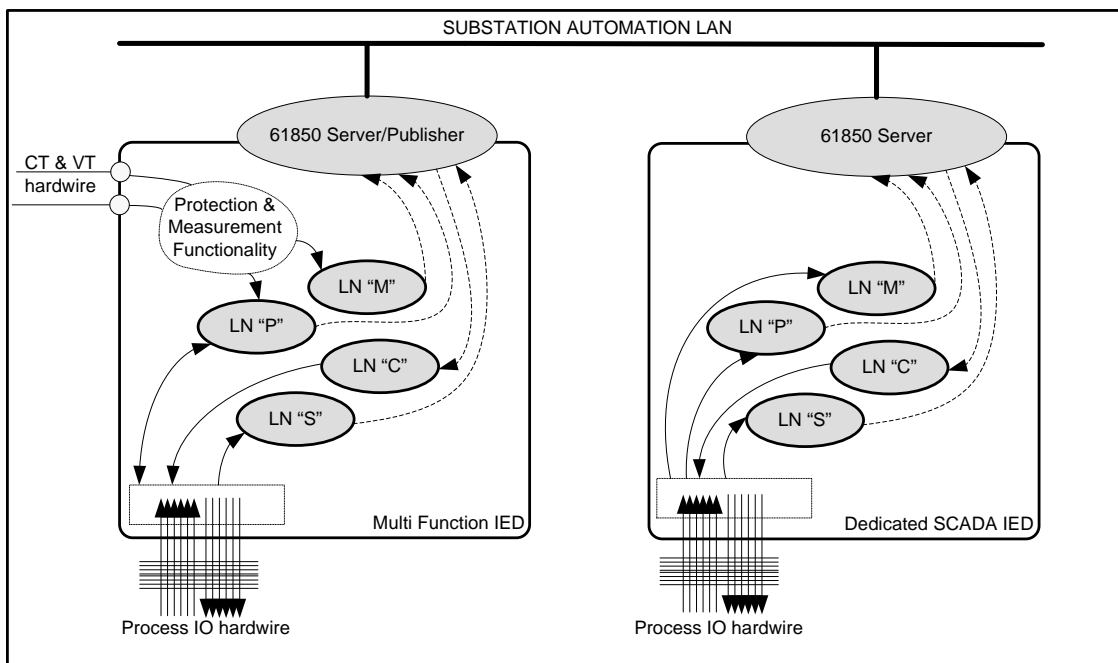 SUBSTATION AUTOMATION LAN
61850 Server/Publisher
CT & VT
hardwire
Protection &
Measurement
Functionality
LN “M”
LN “P”
LN “C”
LN “S”
Multi Function IED
Process IO hardwire
61850 Server
LN “M”
LN “P”
LN “C”
LN “S”
Dedicated SCADA IED
Process IO hardwire